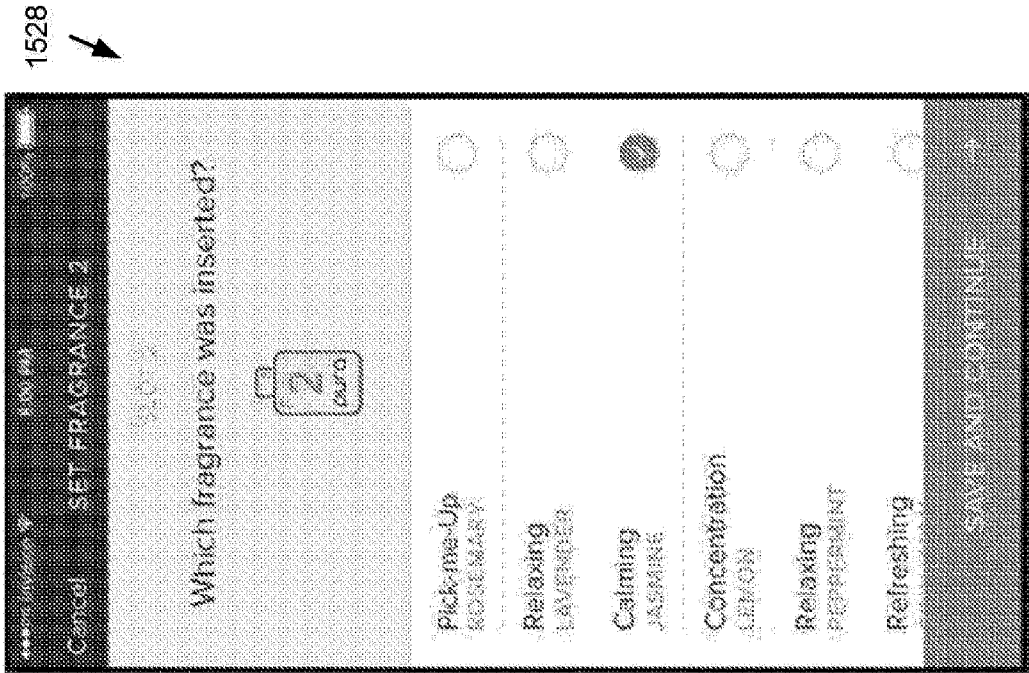 1528
Cancel SET FRAGRANCE 2
Which fragrance was inserted?
2
pura
Pick-me-Up
ROSEMARY
Relaxing
LAVENDER
Calming
JASMINE
Concentration
LEMON
Relaxing
PEPPERMINT
Refreshing
SAVE AND CONTINUE